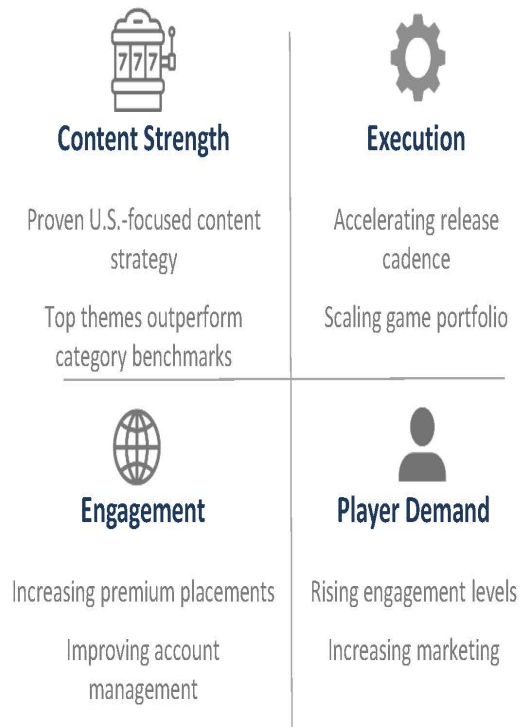 777
Content Strength
Proven U.S.-focused content
strategy
Top themes outperform
category benchmarks
Execution
Accelerating release
cadence
Scaling game portfolio
Engagement
Increasing premium placements
Improving account
management
Player Demand
Rising engagement levels
Increasing marketing